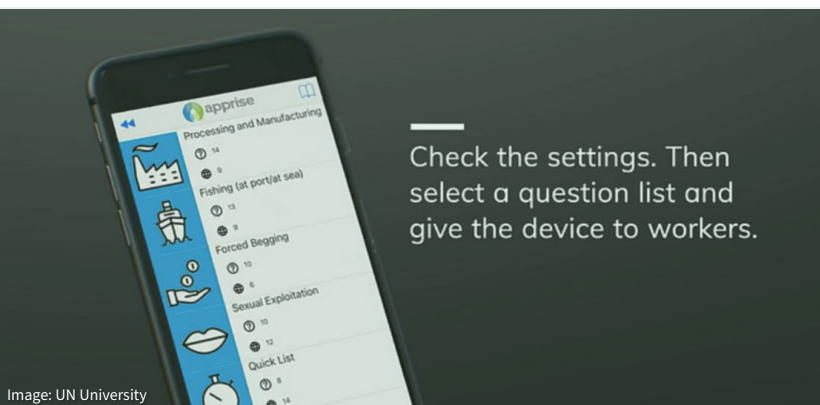 apprise
Processing and Manufacturing
14
9
Fishing (at port/at sea)
13
9
Forced Begging
10
6
Sexual Exploitation
10
12
Quick List
8
14
Check the settings. Then
select a question list and
give the device to workers.
Image: UN University